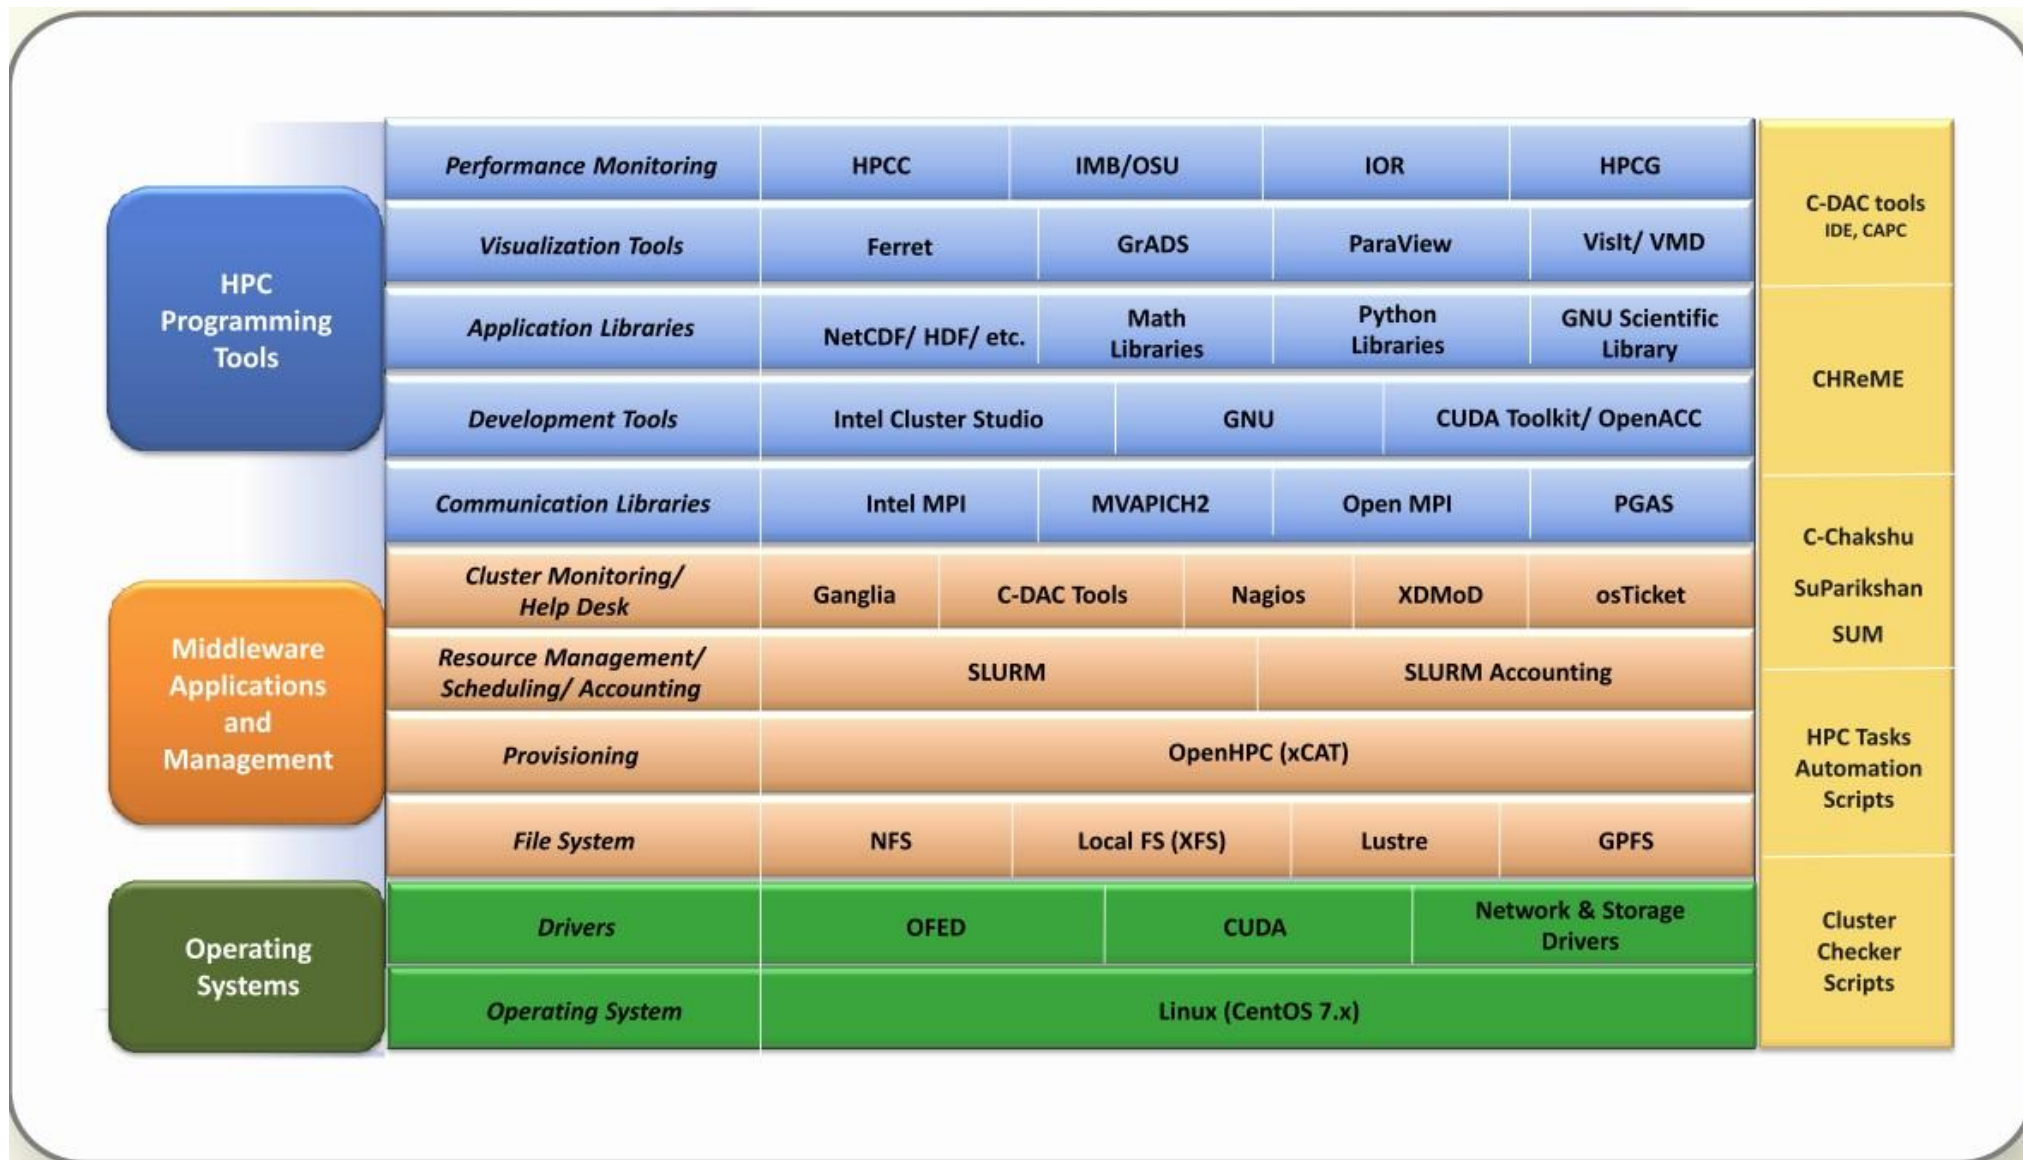 HPC
Programming
Tools
Performance Monitoring HPCC IMB/OSU IOR HPCG
Visualization Tools Ferret GrADS ParaView VisIt/ VMD
Application Libraries NetCDF/ HDF/ etc. Math
Libraries Python
Libraries GNU Scientific
Library
Development Tools Intel Cluster Studio GNU CUDA Toolkit/ OpenACC
Communication Libraries Intel MPI MVAPICH2 Open MPI PGAS
Middleware
Applications
and
Management
Cluster Monitoring/
Help Desk Ganglia C-DAC Tools Nagios XDMoD osTicket
Resource Management/
Scheduling/ Accounting SLURM SLURM Accounting
Provisioning OpenHPC (xCAT)
File System NFS Local FS (XFS) Lustre GPFS
Operating
Systems
Drivers OFED CUDA Network & Storage
Drivers
Operating System Linux (CentOS 7.x)
C-DAC tools
IDE, CAPC
CHReME
C-Chakshu
SuParikshan
SUM
HPC Tasks
Automation
Scripts
Cluster
Checker
Scripts